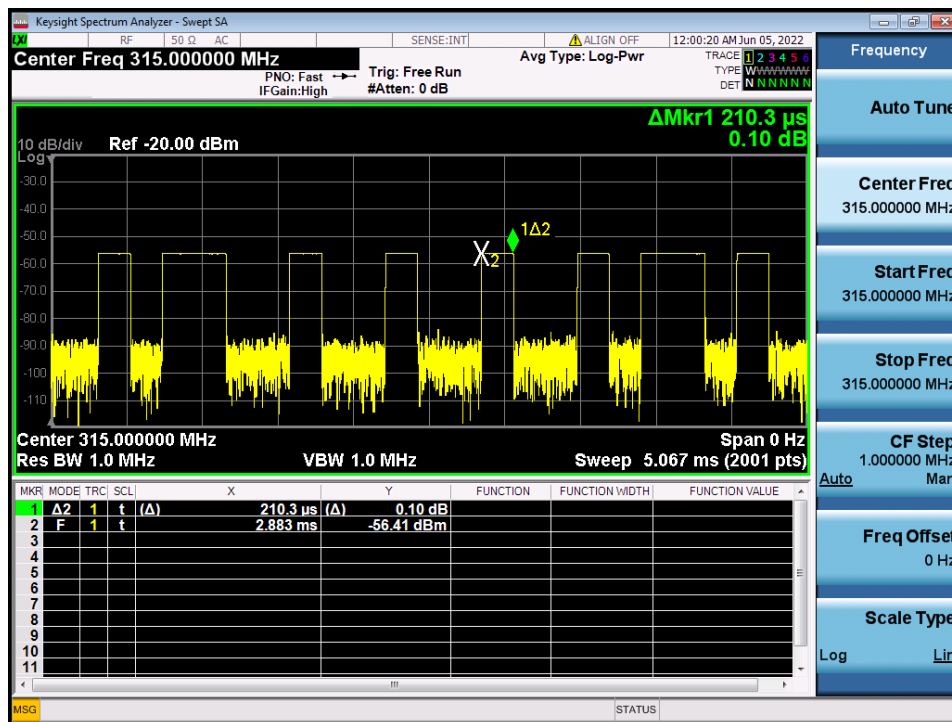 Keysight Spectrum Analyzer - Swept SA
LXI RF 50 Ω AC SENSE:INT ALIGN OFF 12:00:20 AM Jun 05, 2022
Center Freq 315.000000 MHz
PNO: Fast
IFGain:High
Trig: Free Run
#Atten: 0 dB
Avg Type: Log-Pwr
TRACE 1 2 3 4 5 6
TYPE WWWWWW
DET N N N N N N
ΔMkr1 210.3 µs
0.10 dB
10 dB/div Ref -20.00 dBm
Log
-30.0
-40.0
-50.0
-60.0
-70.0
-80.0
-90.0
-100
-110
1Δ2
X2
Center 315.000000 MHz Span 0 Hz
Res BW 1.0 MHz VBW 1.0 MHz Sweep 5.067 ms (2001 pts)
MKR MODE TRC SCL X Y FUNCTION FUNCTION WIDTH FUNCTION VALUE
1 Δ2 1 t (Δ) 210.3 µs (Δ) 0.10 dB
2 F 1 t 2.883 ms -56.41 dBm
3
4
5
6
7
8
9
10
11
MSG STATUS
Frequency
Auto Tune
Center Freq
315.000000 MHz
Start Freq
315.000000 MHz
Stop Freq
315.000000 MHz
CF Step
1.000000 MHz
Auto Man
Freq Offset
0 Hz
Scale Type
Log Lin